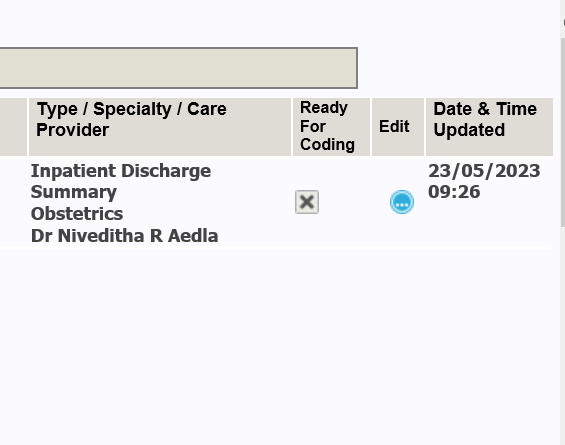 Type / Specialty / Care
Provider
Ready
For
Coding
Edit
Date & Time
Updated
Inpatient Discharge
Summary
Obstetrics
Dr Niveditha R Aedla
23/05/2023
09:26